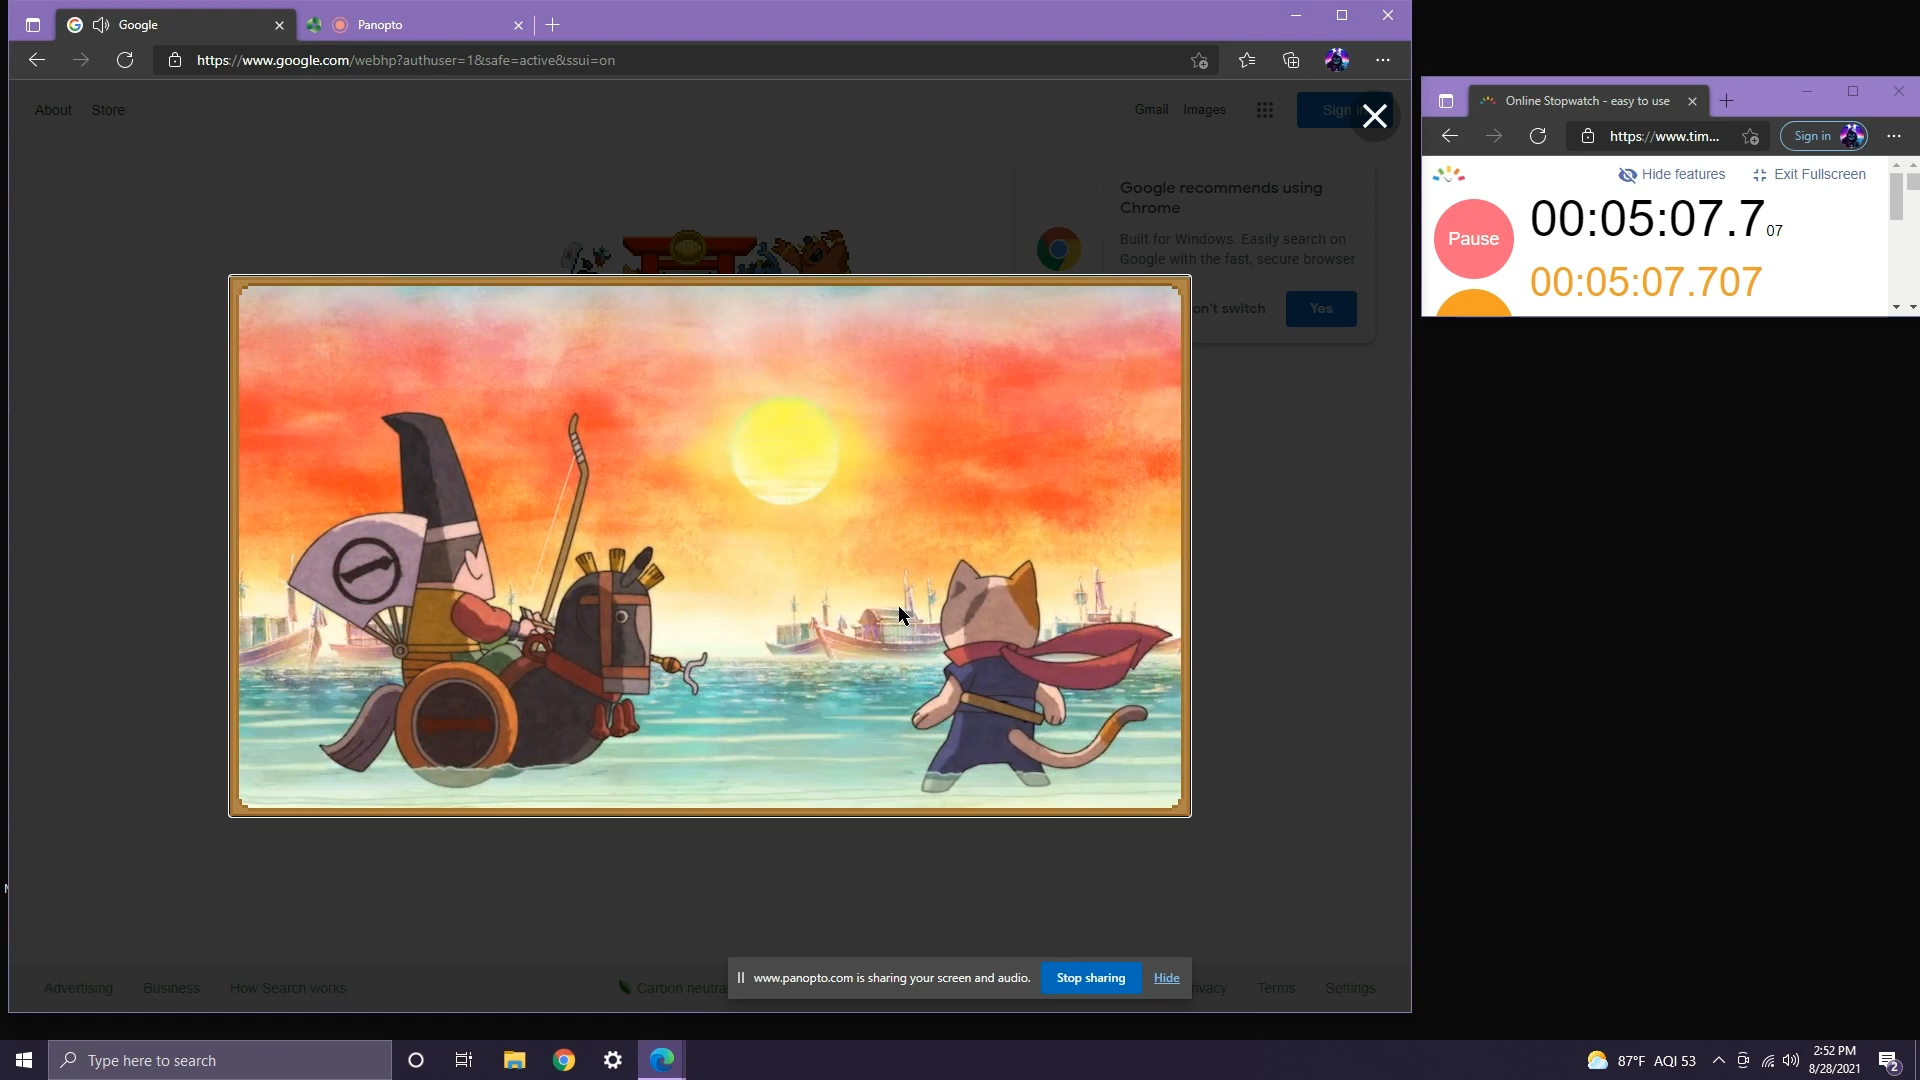 Google
Panopto
https://www.google.com/webhp?authuser=1&safe=active&ssui=on
About
Store
Gmail
Images
Sign
Google recommends using
Chrome
Built for Windows. Easily search on
Google with the fast, secure browser
on't switch
Yes
Online Stopwatch - easy to use
https://www.tim...
Sign in
Hide features
Exit Fullscreen
Pause
00:05:07.707
00:05:07.707
www.panopto.com is sharing your screen and audio.
Stop sharing
Hide
Advertising
Business
How Search works
Carbon neutra
ivacy
Terms
Settings
Type here to search
87°F AQI 53
2:52 PM
8/28/2021
2